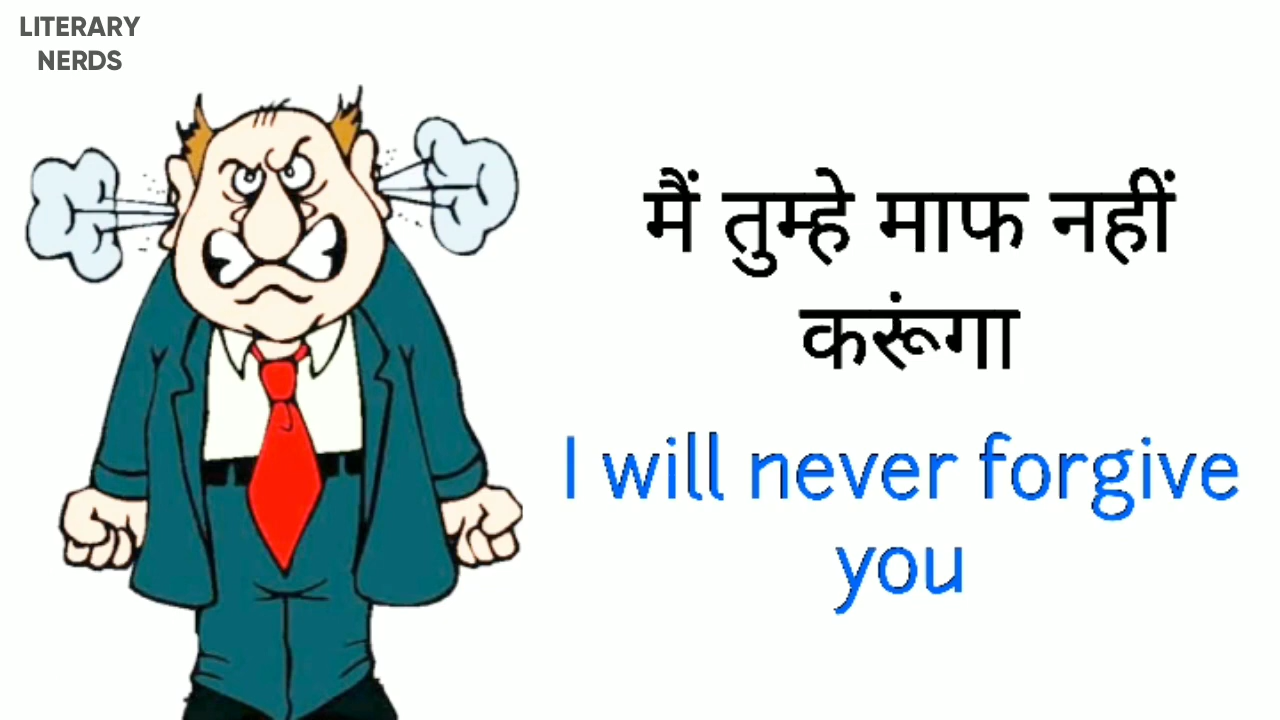 LITERARY
NERDS
मैं तुम्हे माफ नहीं
करूंगा
I will never forgive
you